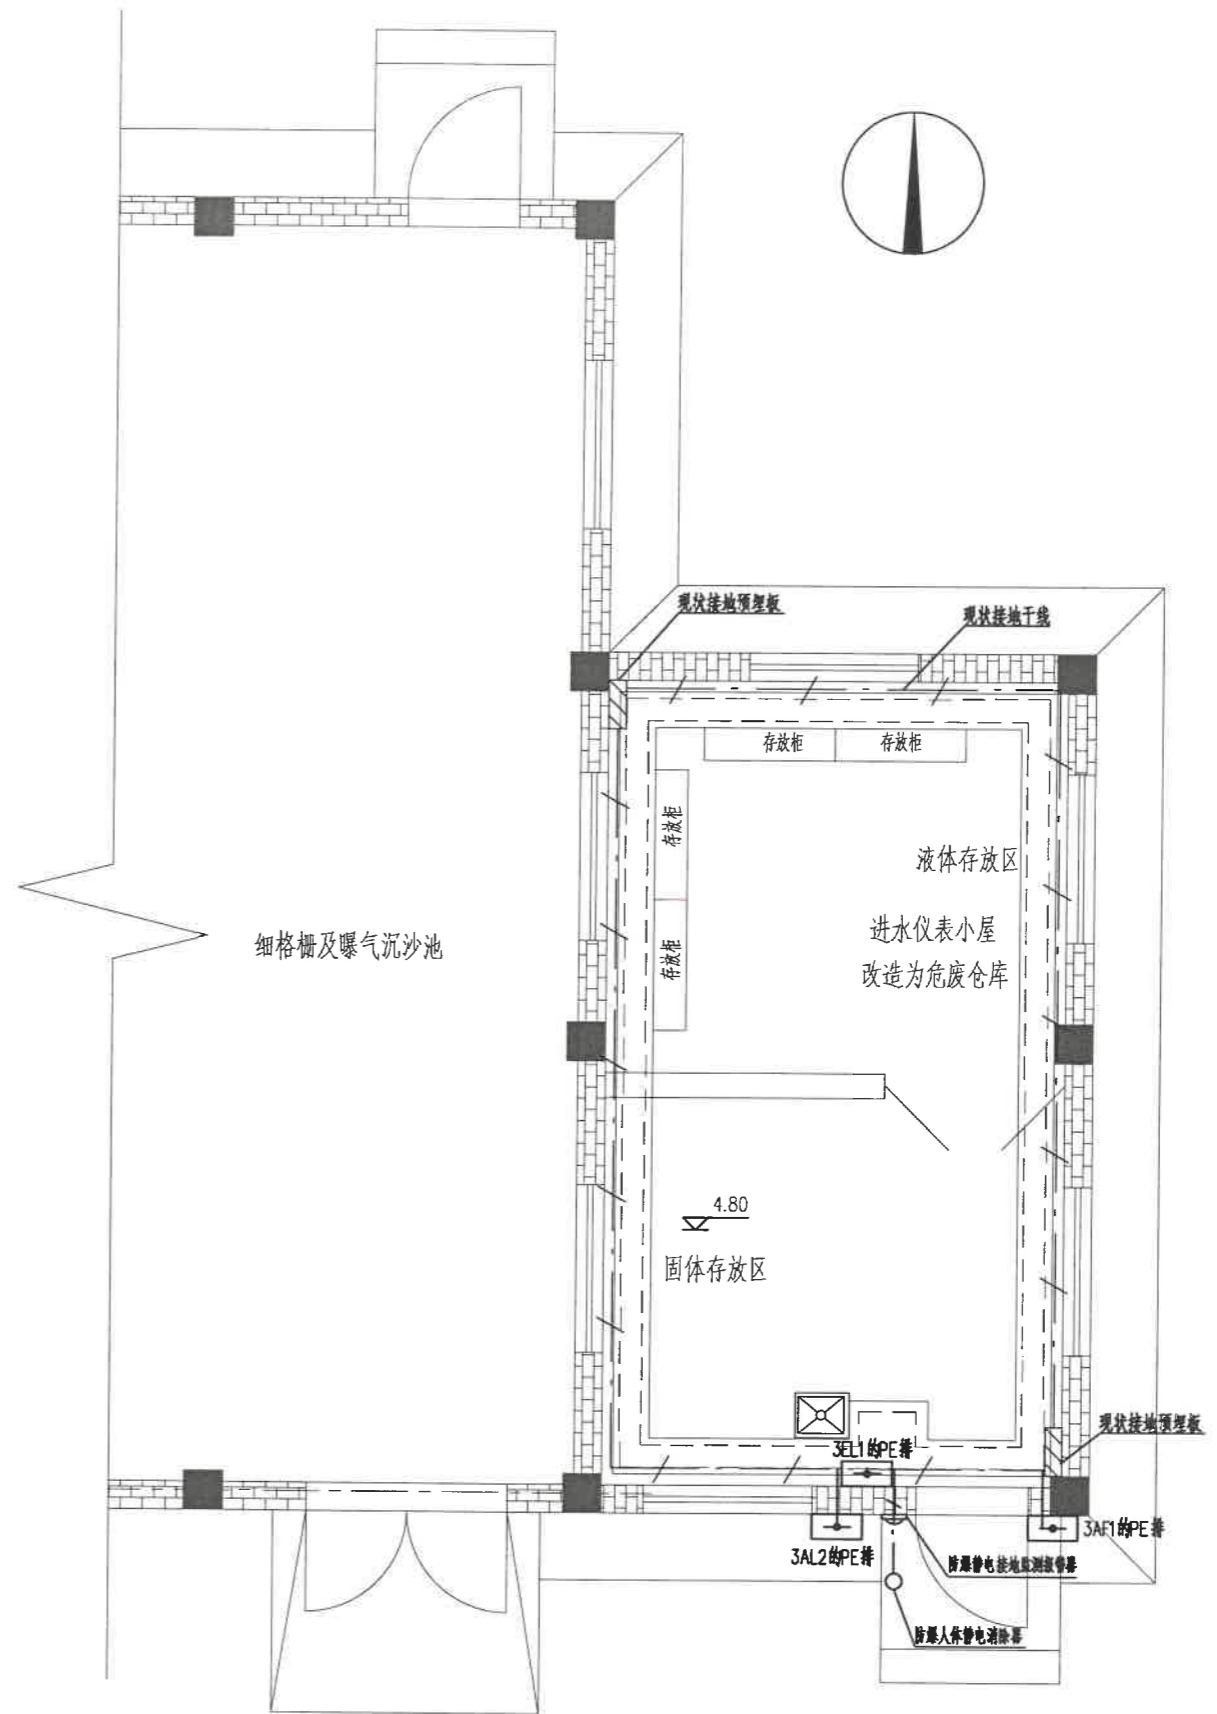 现状接地预埋板
现状接地干线
存放柜
存放柜
存放柜
存放柜
液体存放区
进水仪表小屋
改造为危废仓库
细格栅及曝气沉沙池
4.80
固体存放区
现状接地预埋板
3EL1的PE排
3AL2的PE排
3AF1的PE排
防爆静电接地监测报警器
防爆人体静电消除器